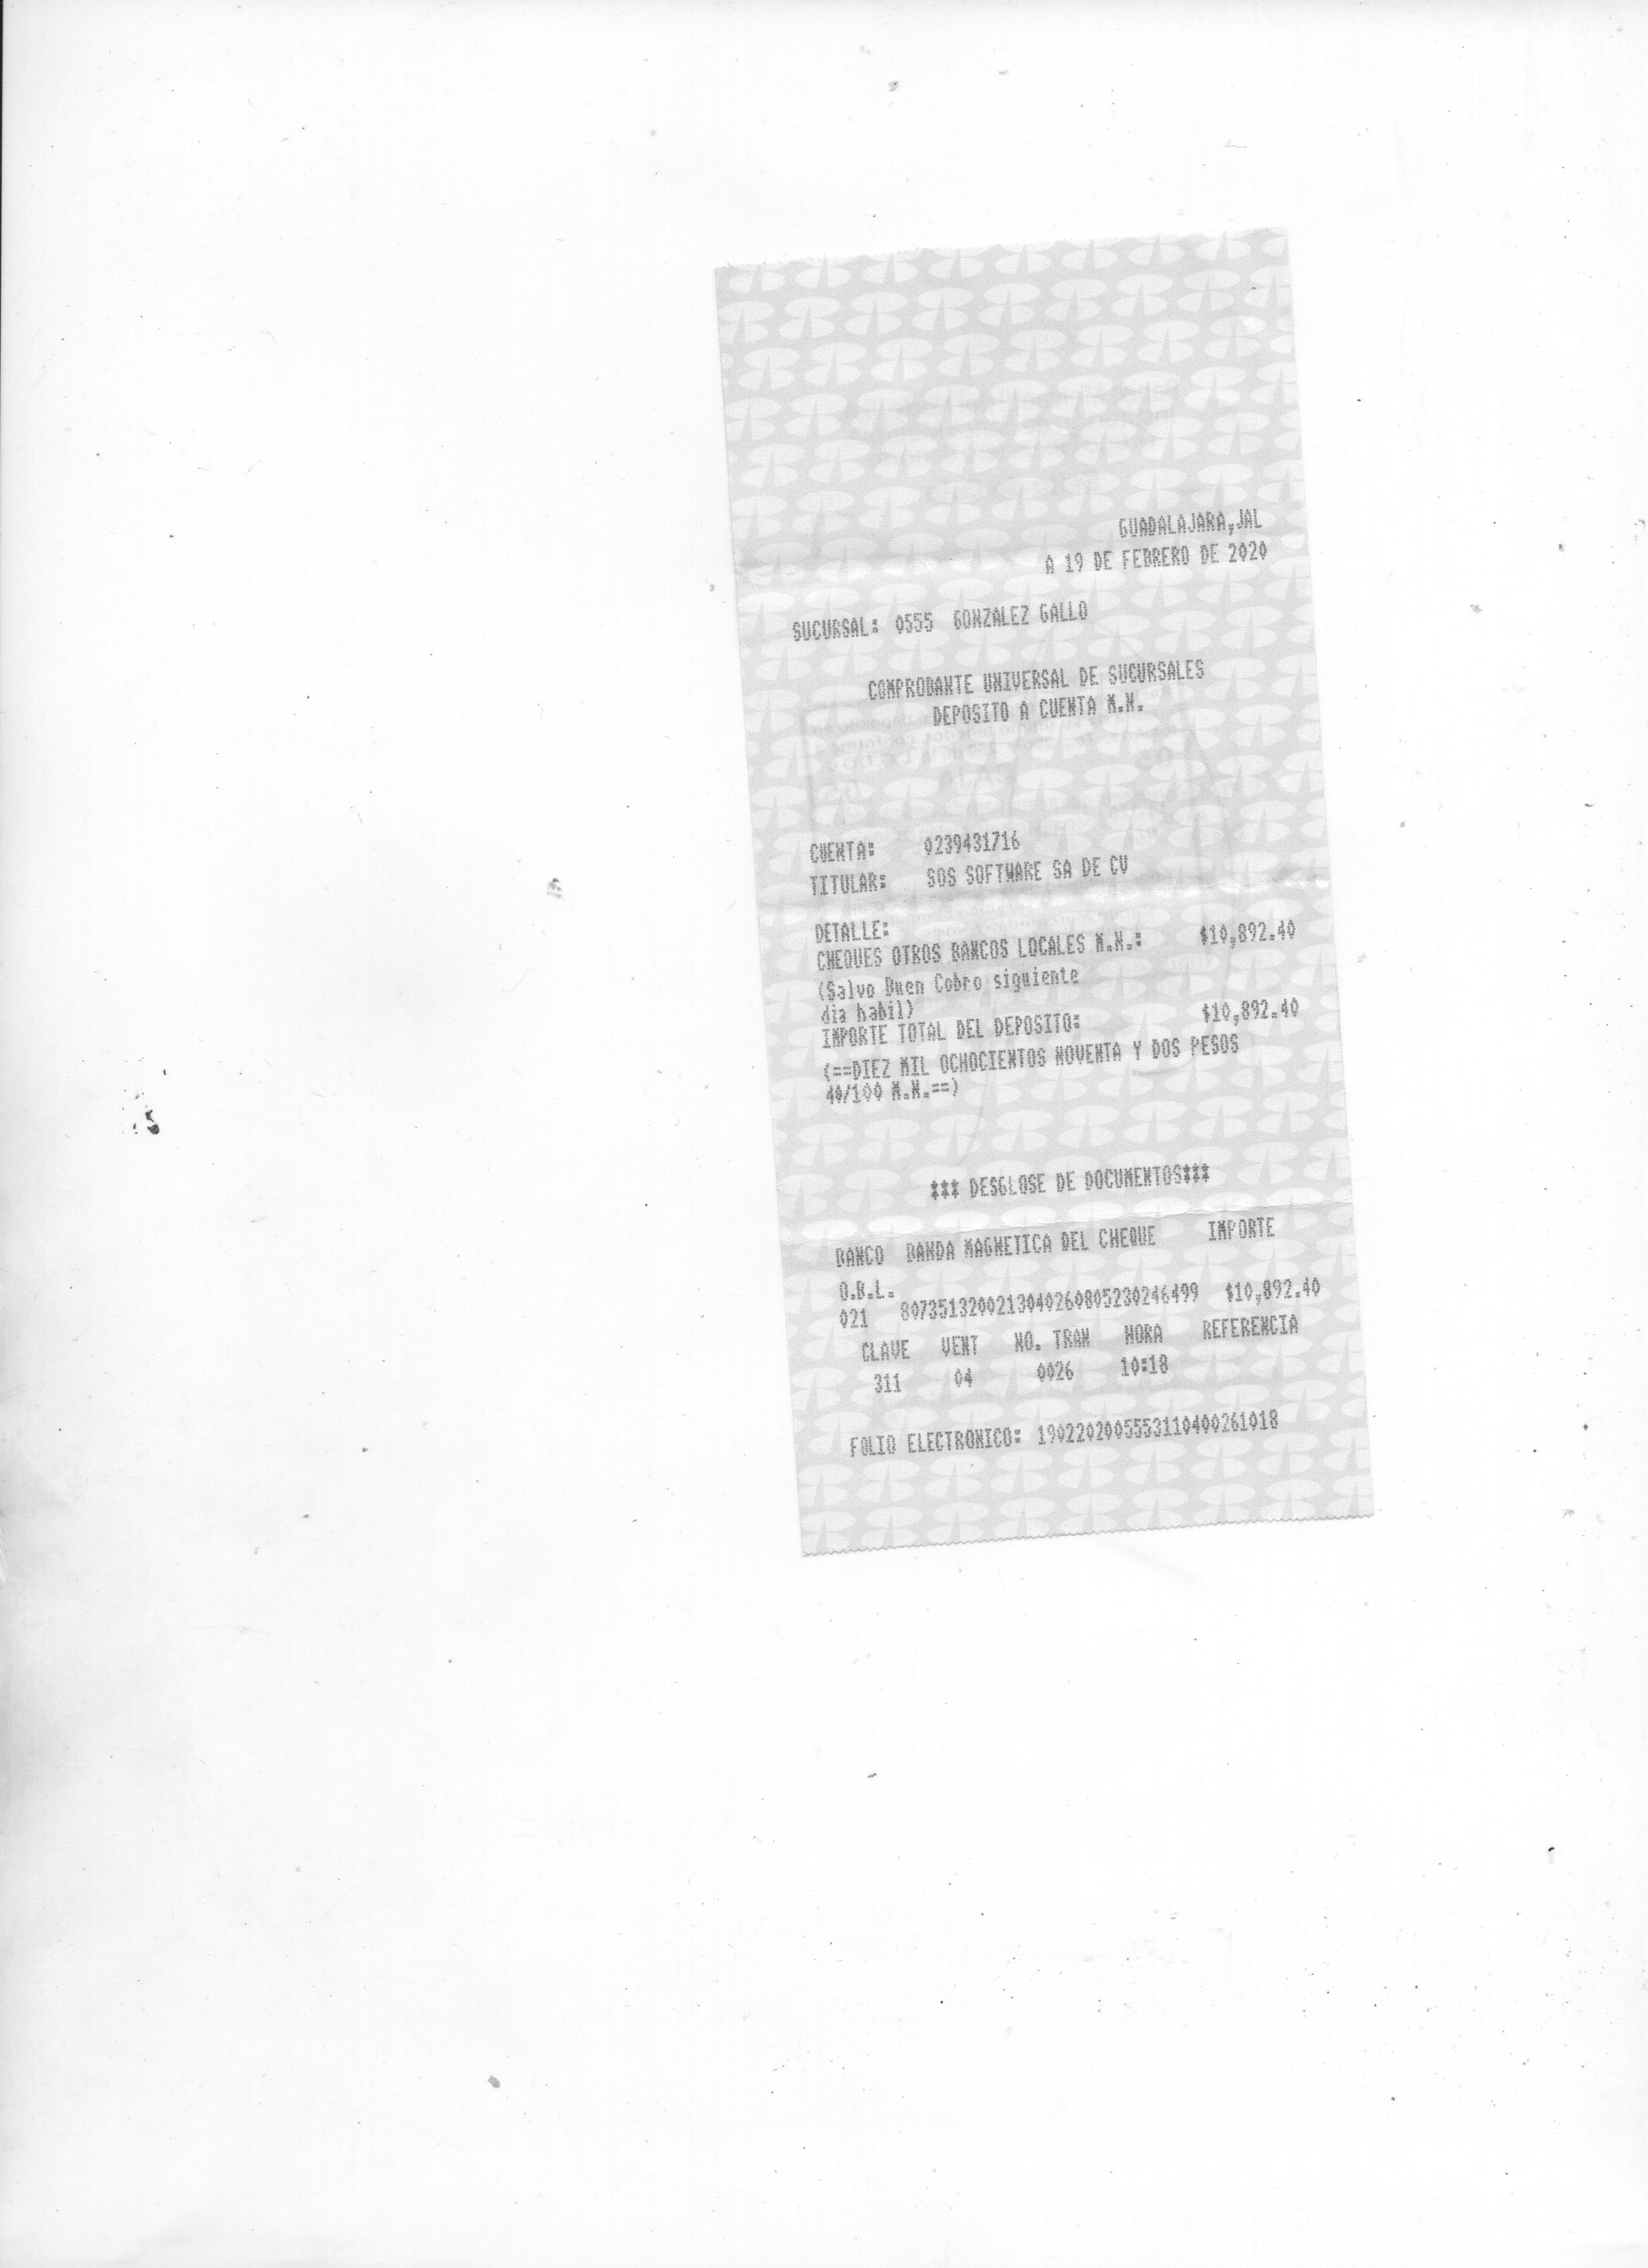 GUADALAJARA,JAL
A 19 DE FEBRERO DE 2020
SUCURSAL: 0555 GONZALEZ GALLO
COMPROBANTE UNIVERSAL DE SUCURSALES
DEPOSITO A CUENTA M.N.
CUENTA: 0239431716
TITULAR: SOS SOFTWARE SA DE CV
DETALLE:
CHEQUES OTROS BANCOS LOCALES M.N.: $10,892.40
(Salvo Buen Cobro siguiente
dia habil)
IMPORTE TOTAL DEL DEPOSITO: $10,892.40
(==DIEZ MIL OCHOCIENTOS NOVENTA Y DOS PESOS
40/100 M.N.==)
*** DESGLOSE DE DOCUMENTOS***
BANCO BANDA MAGNETICA DEL CHEQUE IMPORTE
O.B.L.
021 807351320021304026080523024649​9 $10,892.40
CLAVE VENT NO. TRAN HORA REFERENCIA
311 04 0026 10:18
FOLIO ELECTRONICO: 190220200555311040026101​8